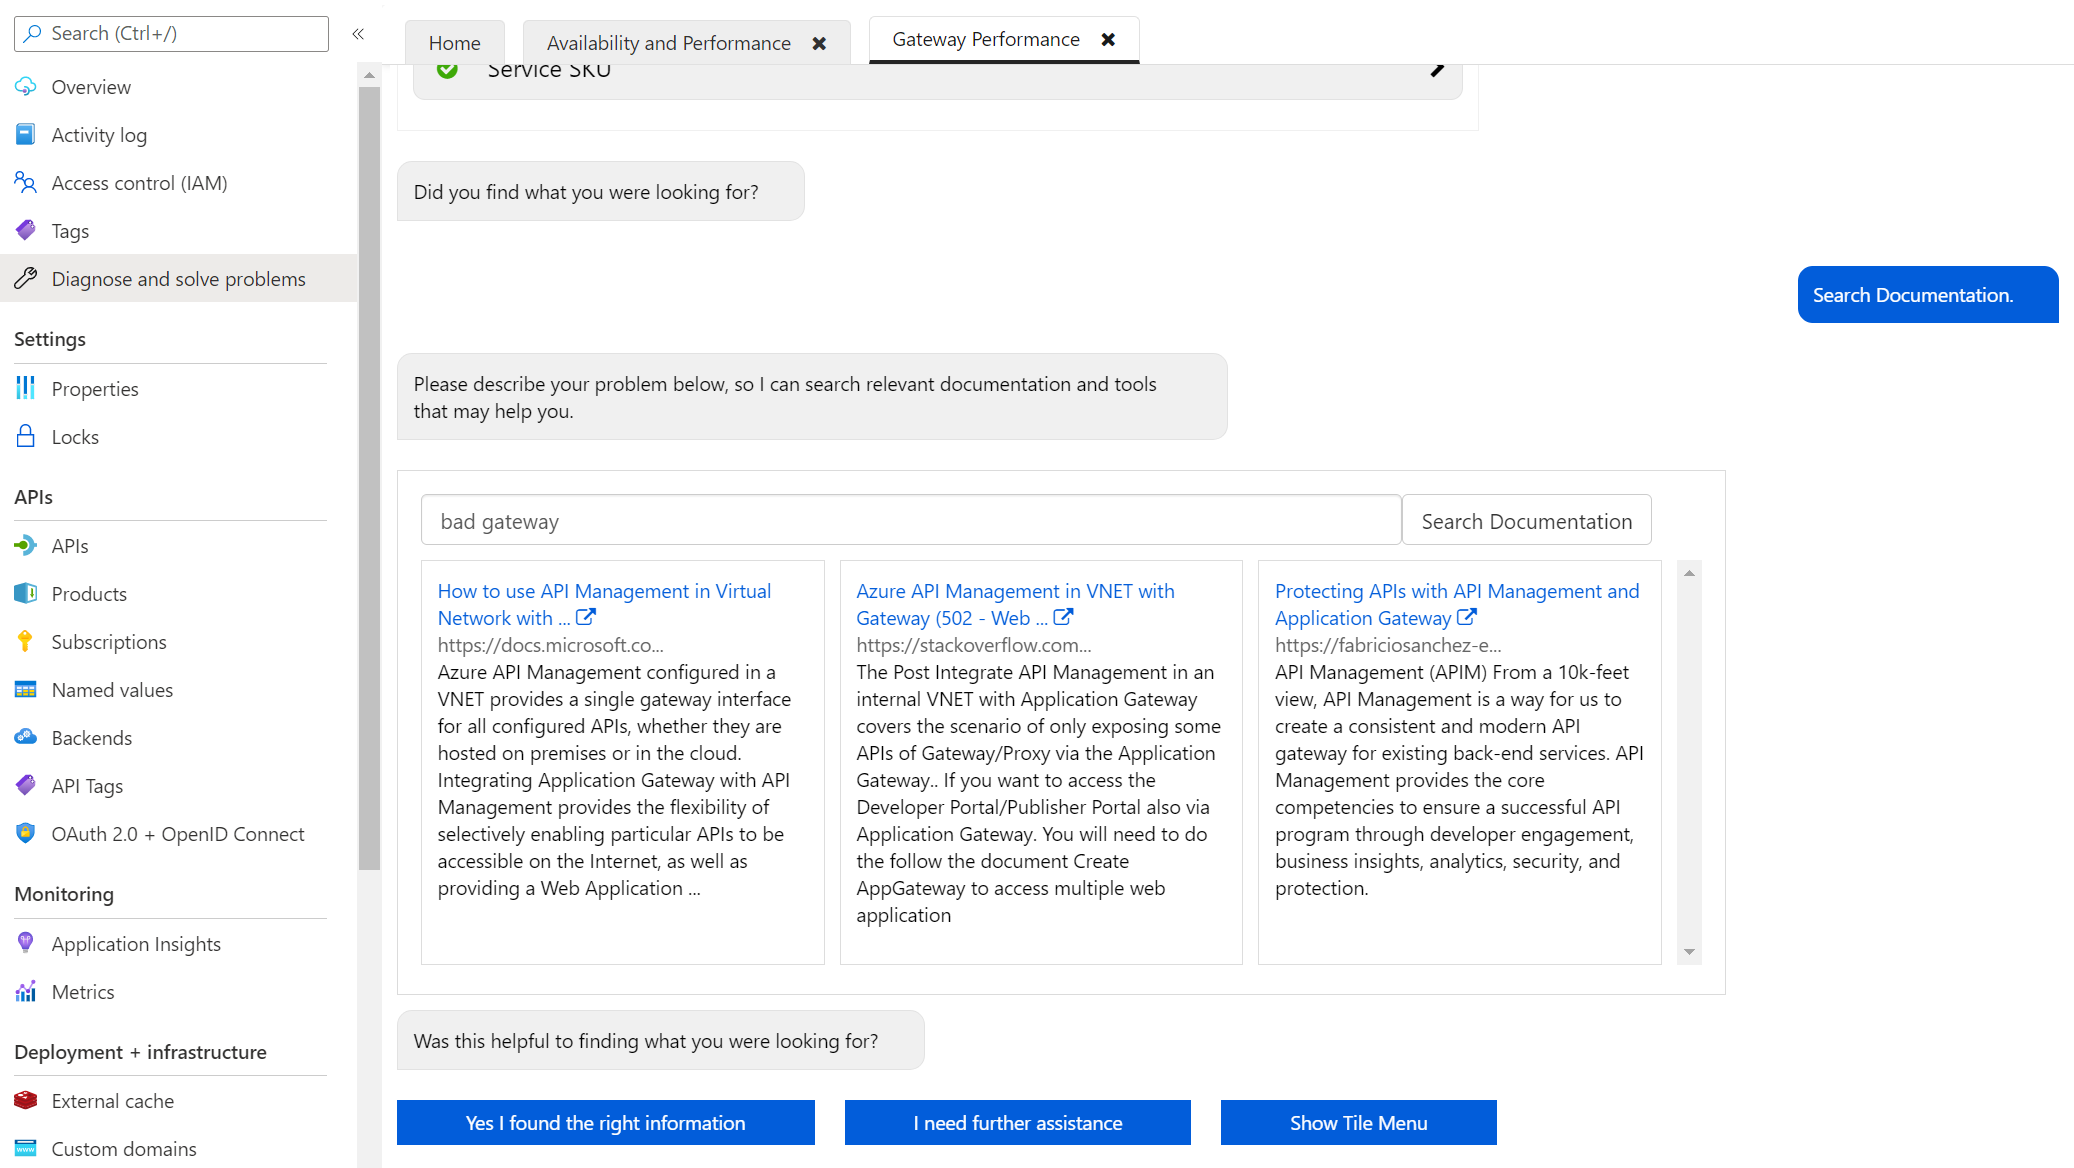 Search (Ctrl+/)
«
Overview
Activity log
Access control (IAM)
Tags
Diagnose and solve problems
Settings
Properties
Locks
APIs
APIs
Products
Subscriptions
Named values
Backends
API Tags
OAuth 2.0 + OpenID Connect
Monitoring
Application Insights
Metrics
Deployment + infrastructure
External cache
Custom domains
Home
Availability and Performance
Gateway Performance
Service SKU
Did you find what you were looking for?
Search Documentation.
Please describe your problem below, so I can search relevant documentation and tools
that may help you.
bad gateway
Search Documentation
How to use API Management in Virtual
Network with ...
https://docs.microsoft.co...
Azure API Management configured in a
VNET provides a single gateway interface
for all configured APIs, whether they are
hosted on premises or in the cloud.
Integrating Application Gateway with API
Management provides the flexibility of
selectively enabling particular APIs to be
accessible on the Internet, as well as
providing a Web Application ...
Azure API Management in VNET with
Gateway (502 - Web ...
https://stackoverflow.com...
The Post Integrate API Management in an
internal VNET with Application Gateway
covers the scenario of only exposing some
APIs of Gateway/Proxy via the Application
Gateway.. If you want to access the
Developer Portal/Publisher Portal also via
Application Gateway. You will need to do
the follow the document Create
AppGateway to access multiple web
application
Protecting APIs with API Management and
Application Gateway
https://fabriciosanchez-e...
API Management (APIM) From a 10k-feet
view, API Management is a way for us to
create a consistent and modern API
gateway for existing back-end services. API
Management provides the core
competencies to ensure a successful API
program through developer engagement,
business insights, analytics, security, and
protection.
Was this helpful to finding what you were looking for?
Yes I found the right information
I need further assistance
Show Tile Menu